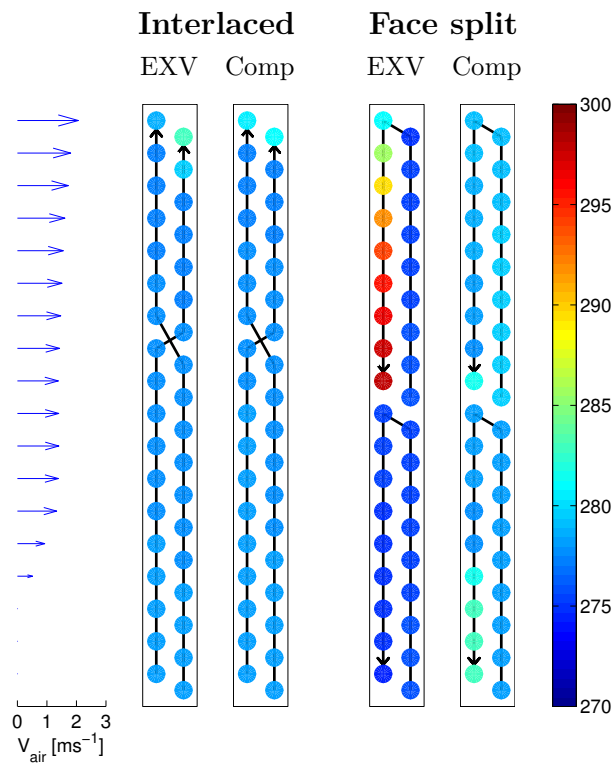 Interlaced Face split
EXV Comp EXV Comp
300
295
290
285
280
275
270
0 1 2 3
V_air [ms⁻¹]